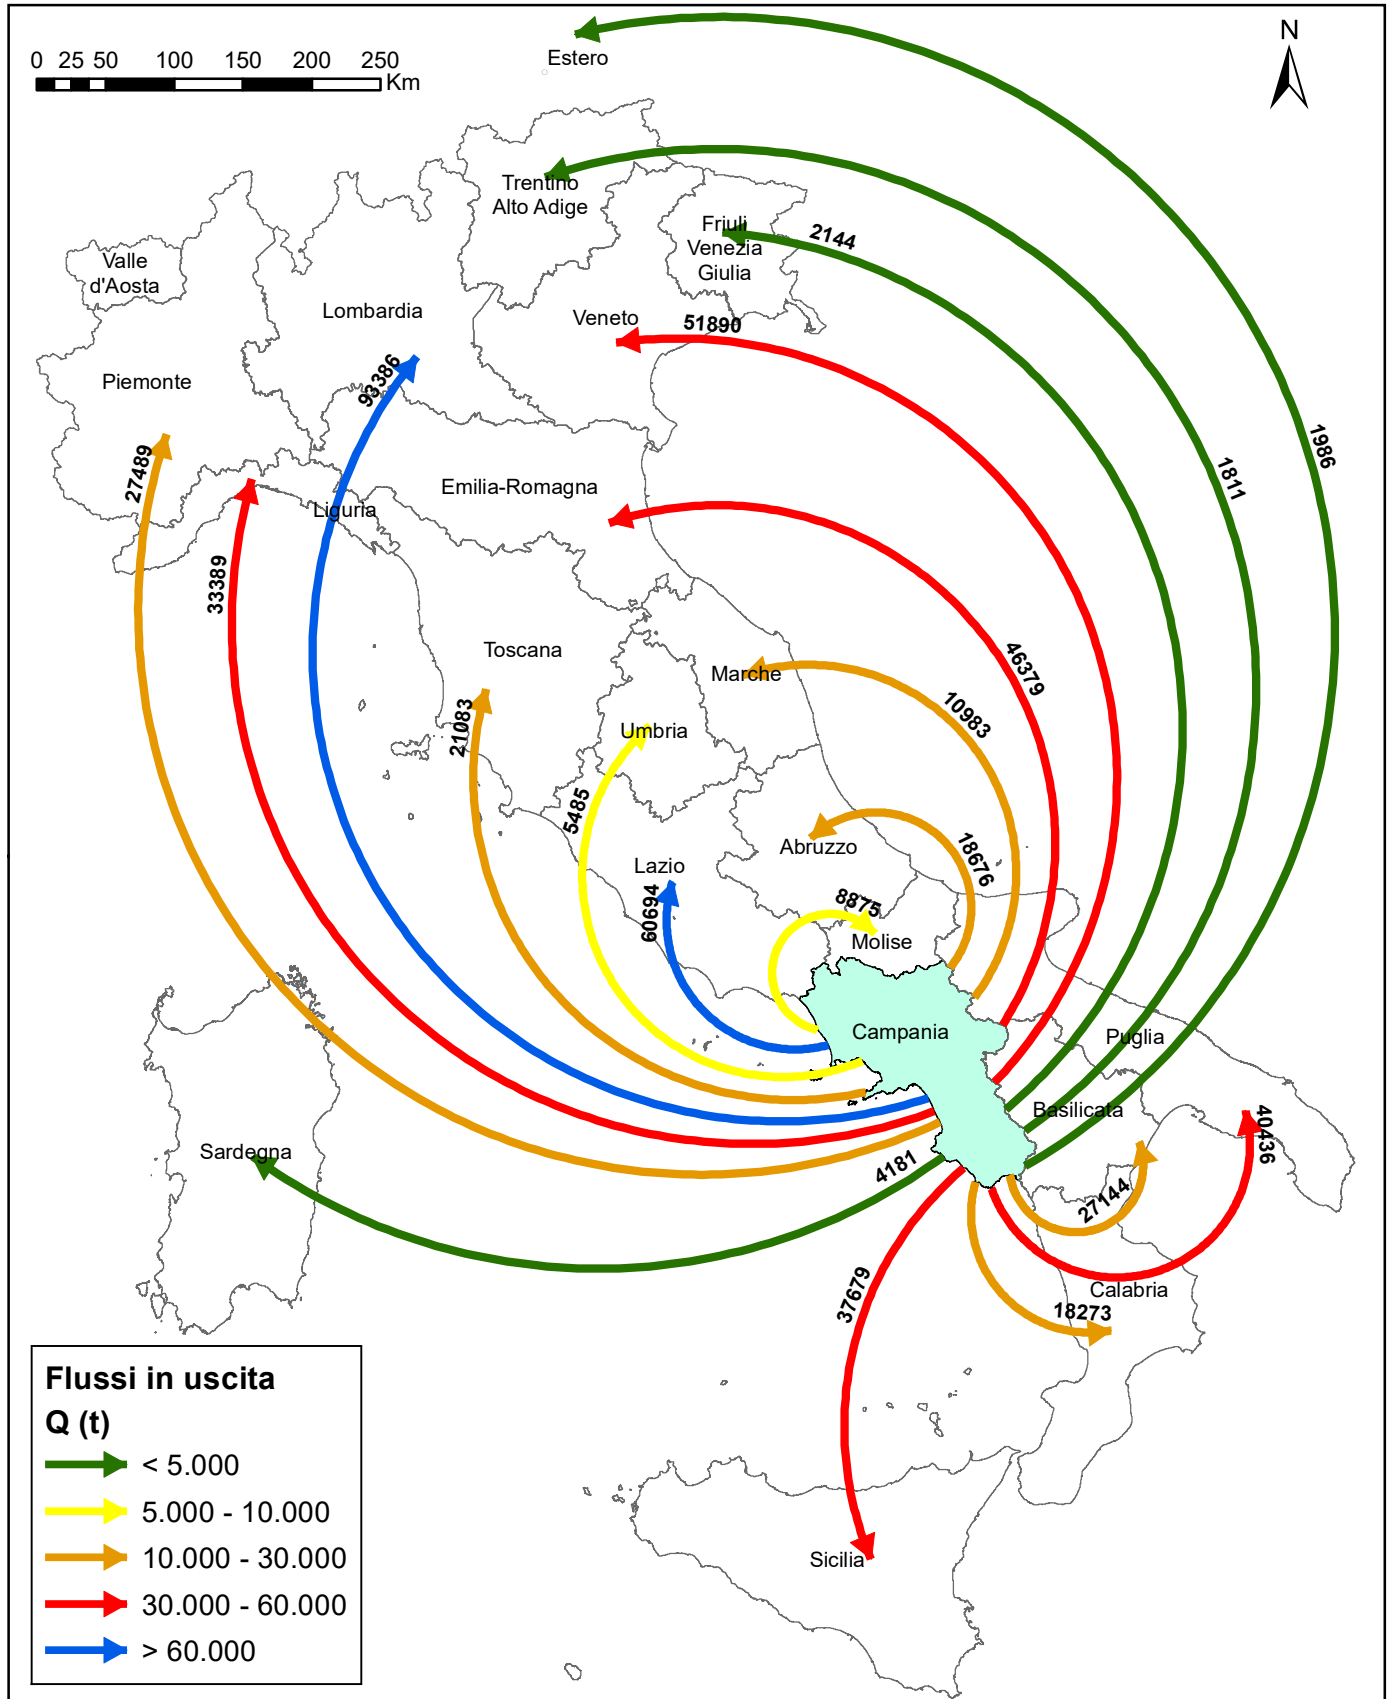 Estero
N
0 25 50 100 150 200 250
Km
Trentino
Alto Adige
Friuli
Venezia
Giulia
2144
Valle
d'Aosta
Lombardia
Veneto
51890
Piemonte
93386
27489
Emilia-Romagna
Liguria
1986
1811
33389
Toscana
46379
Marche
10983
21083
Umbria
5485
Abruzzo
18676
Lazio
60694
8875
Molise
Campania
Puglia
Basilicata
40436
Sardegna
4181
27144
37679
Calabria
18273
Sicilia
Flussi in uscita
Q (t)
< 5.000
5.000 - 10.000
10.000 - 30.000
30.000 - 60.000
> 60.000